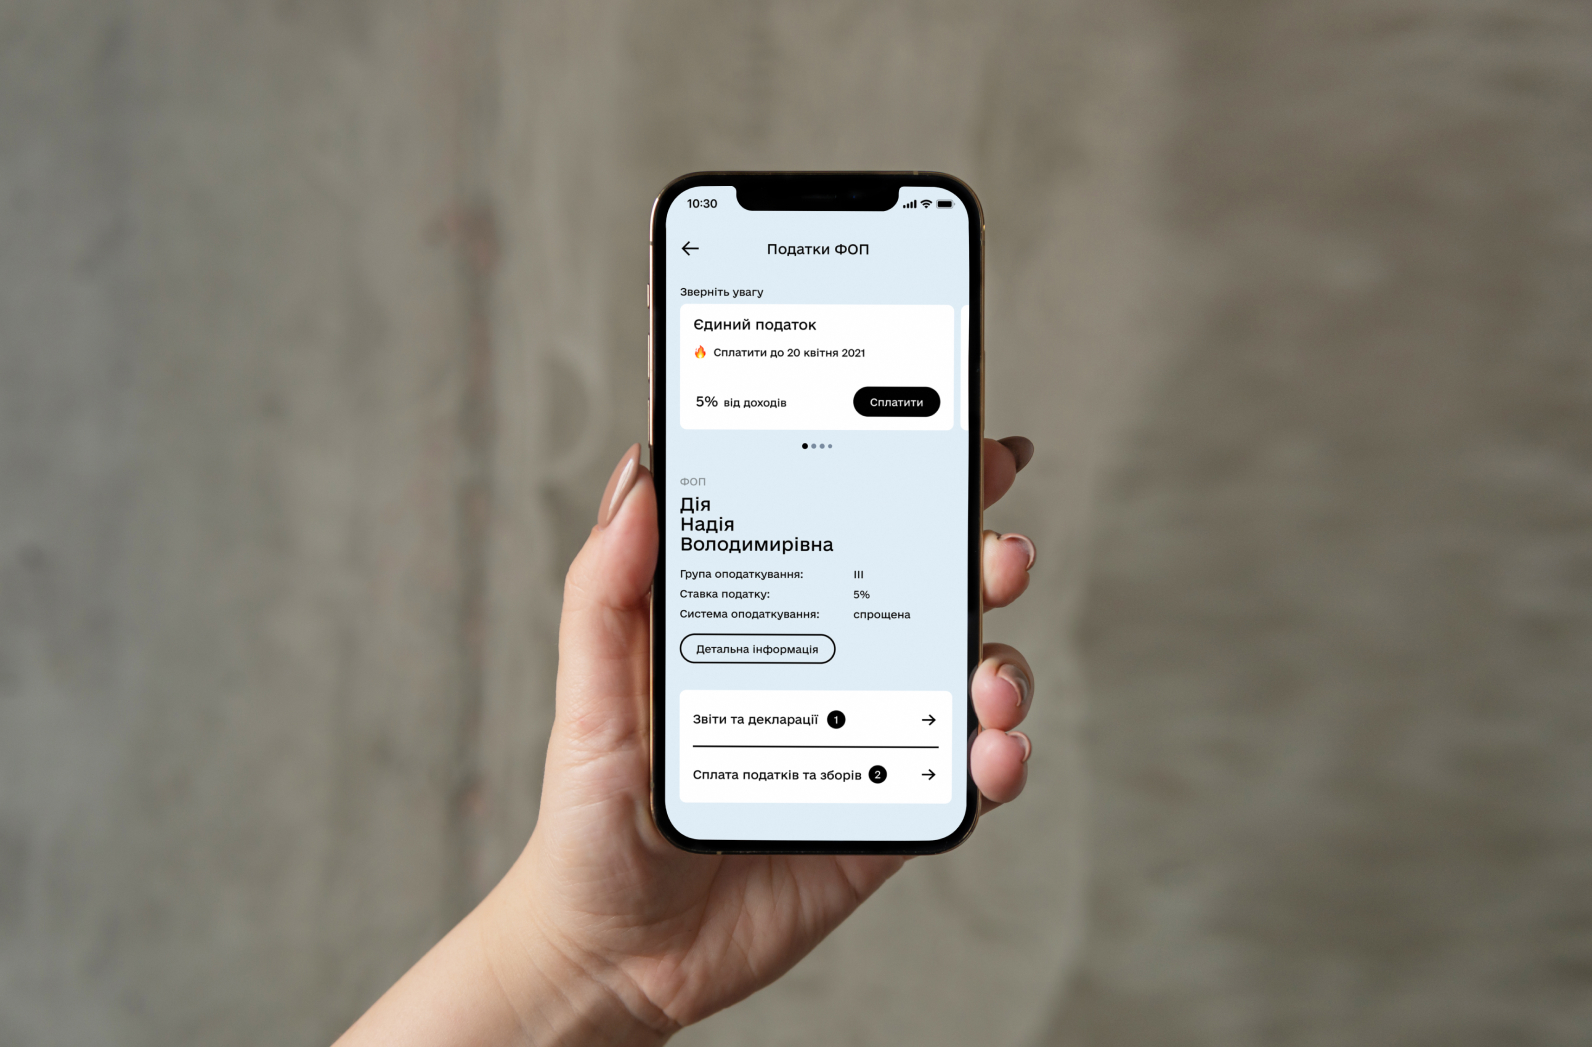 10:30
Податки ФОП
Зверніть увагу
Єдиний податок
🔥 Сплатити до 20 квітня 2021
5% від доходів
Сплатити
ФОП
Дія
Надія
Володимирівна
Група оподаткування: III
Ставка податку: 5%
Система оподаткування: спрощена
Детальна інформація
Звіти та декларації 1
Сплата податків та зборів 2